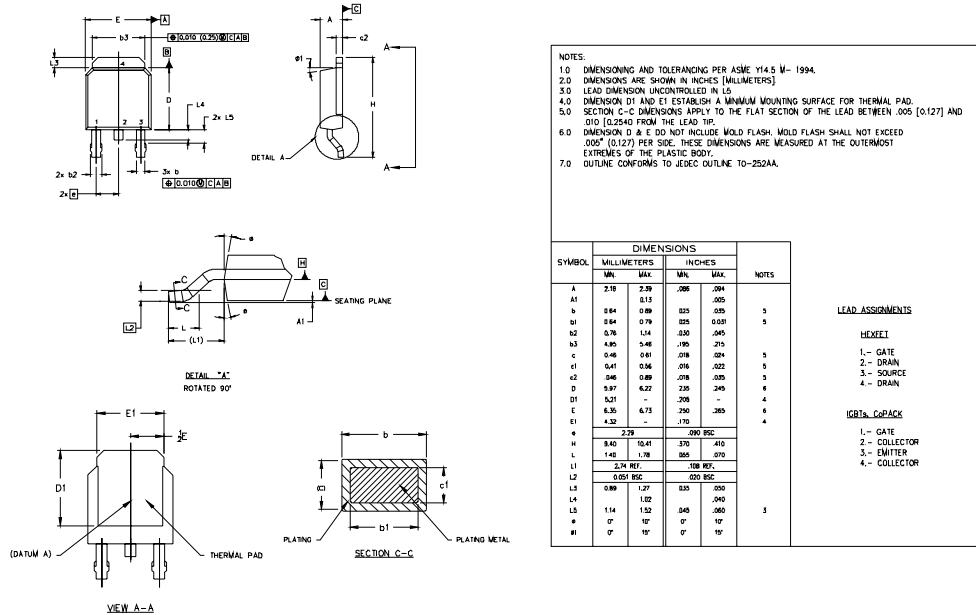 E
A
b3
⌖ 0.010 (0.25) Ⓜ C A B
B
L3
4
D
L4
2x L5
1 2 3
2x b2
3x b
⌖ 0.010 Ⓜ C A B
2x e
C
A
c2
A
ø1
H
DETAIL A
A
ø
H
C
SEATING PLANE
C
C
L2
L
(L1)
ø
A1
DETAIL "A"
ROTATED 90°
E1
½E
D1
(DATUM A)
THERMAL PAD
VIEW A-A
b
c1
b1
PLATING
PLATING METAL
SECTION C-C
NOTES:
1.0 DIMENSIONING AND TOLERANCING PER ASME Y14.5 M- 1994.
2.0 DIMENSIONS ARE SHOWN IN INCHES [MILLIMETERS].
3.0 LEAD DIMENSION UNCONTROLLED IN L5
4.0 DIMENSION D1 AND E1 ESTABLISH A MINIMUM MOUNTING SURFACE FOR THERMAL PAD.
5.0 SECTION C-C DIMENSIONS APPLY TO THE FLAT SECTION OF THE LEAD BETWEEN .005 [0.127] AND
.010 [0.2540 FROM THE LEAD TIP.
6.0 DIMENSION D & E DO NOT INCLUDE MOLD FLASH. MOLD FLASH SHALL NOT EXCEED
.005" (0.127) PER SIDE. THESE DIMENSIONS ARE MEASURED AT THE OUTERMOST
EXTREMES OF THE PLASTIC BODY.
7.0 OUTLINE CONFORMS TO JEDEC OUTLINE TO-252AA.
DIMENSIONS
SYMBOL MILLIMETERS INCHES
MIN. MAX. MIN. MAX. NOTES
A 2.18 2.39 .086 .094
A1 0.13 .005
b 0.64 0.89 .025 .035 5
b1 0.64 0.79 .025 0.031 5
b2 0.76 1.14 .030 .045
b3 4.95 5.46 .195 .215
c 0.46 0.61 .018 .024 5
c1 0.41 0.56 .016 .022 5
c2 .046 0.89 .018 .035 5
D 5.97 6.22 .235 .245 6
D1 5.21 - .205 - 4
E 6.35 6.73 .250 .265 6
E1 4.32 - .170 4
e 2.29 .090 BSC
H 9.40 10.41 .370 .410
L 1.40 1.78 .055 .070
L1 2.74 REF. .108 REF.
L2 0.051 BSC .020 BSC
L3 0.89 1.27 .035 .050
L4 1.02 .040
L5 1.14 1.52 .045 .060 3
ø 0° 10° 0° 10°
ø1 0° 15° 0° 15°
LEAD ASSIGNMENTS
HEXFET
1.- GATE
2.- DRAIN
3.- SOURCE
4.- DRAIN
IGBTs, CoPACK
1.- GATE
2.- COLLECTOR
3.- EMITTER
4.- COLLECTOR